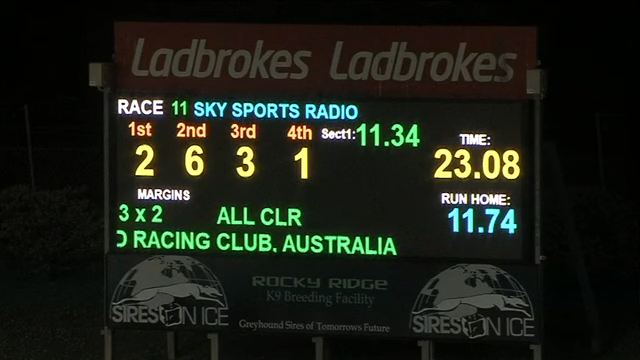 Ladbrokes Ladbrokes
RACE 11 SKY SPORTS RADIO
1st 2nd 3rd 4th Sect1: 11.34 TIME:
2 6 3 1 23.08
MARGINS RUN HOME:
3 x 2 ALL CLR 11.74
D RACING CLUB, AUSTRALIA
ROCKY RIDGE
K9 Breeding Facility
SIRES ON ICE SIRES ON ICE
Greyhound Sires of Tomorrows Future